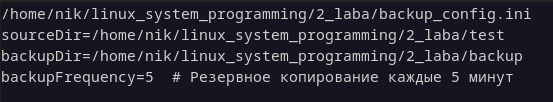 /home/nik/linux_system_programming/2_laba/backup_config.ini
sourceDir=/home/nik/linux_system_programming/2_laba/test
backupDir=/home/nik/linux_system_programming/2_laba/backup
backupFrequency=5  # Резервное копирование каждые 5 минут